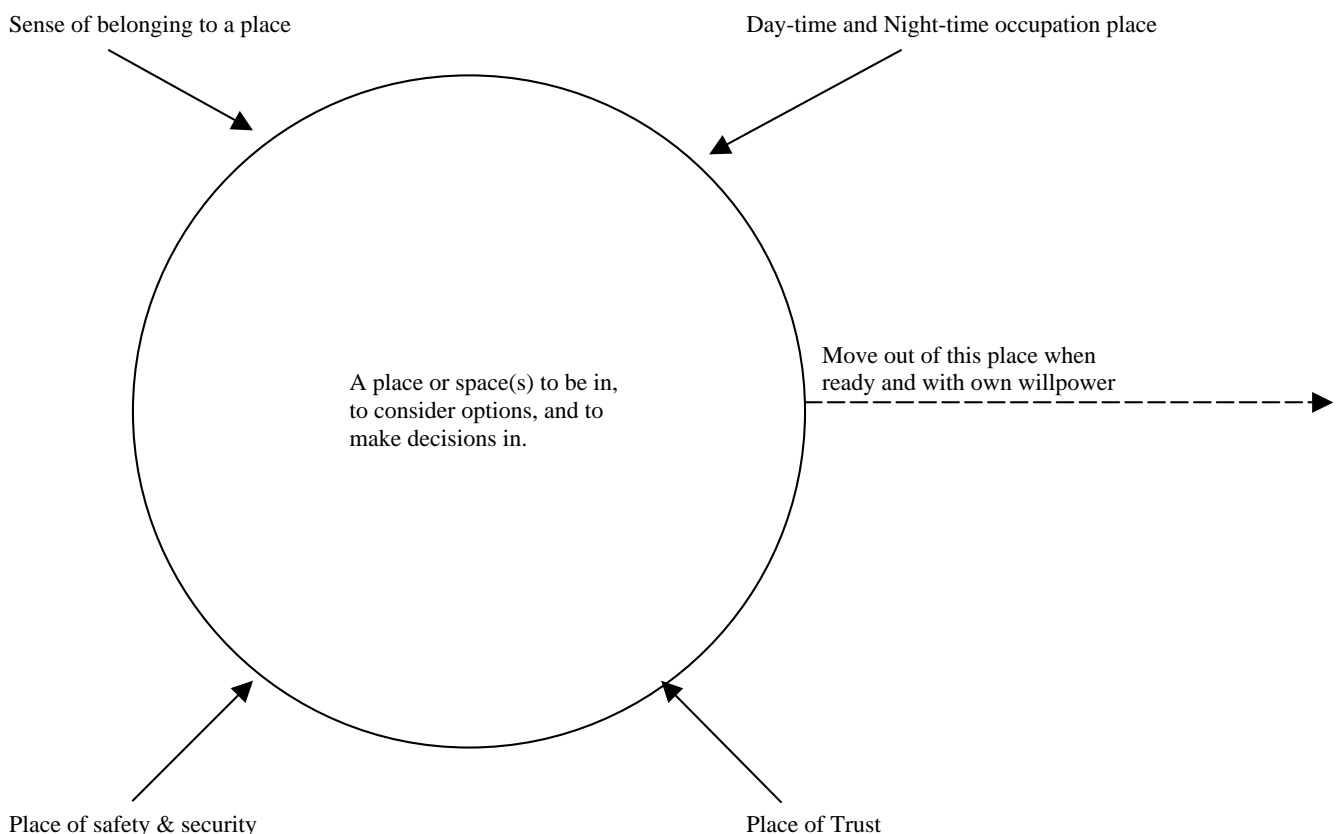 Sense of belonging to a place
Day-time and Night-time occupation place
Move out of this place when
ready and with own willpower
A place or space(s) to be in,
to consider options, and to
make decisions in.
Place of safety & security
Place of Trust